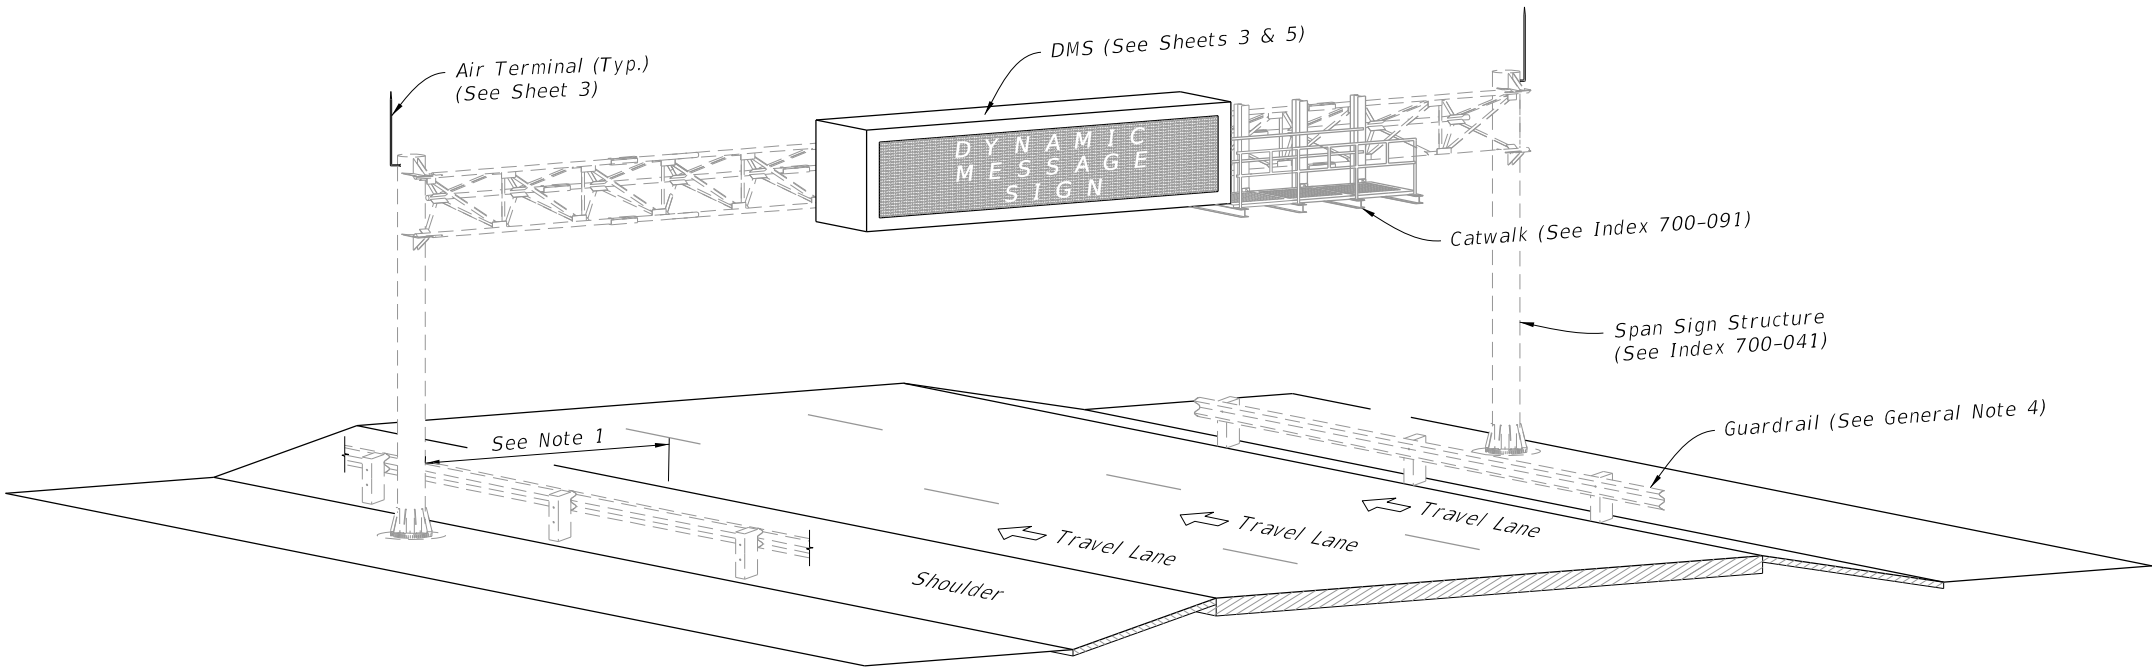 DMS (See Sheets 3 & 5)
Air Terminal (Typ.)
(See Sheet 3)
DYNAMIC
MESSAGE
SIGN
Catwalk (See Index 700-091)
Span Sign Structure
(See Index 700-041)
Guardrail (See General Note 4)
See Note 1
Travel Lane
Travel Lane
Travel Lane
Shoulder